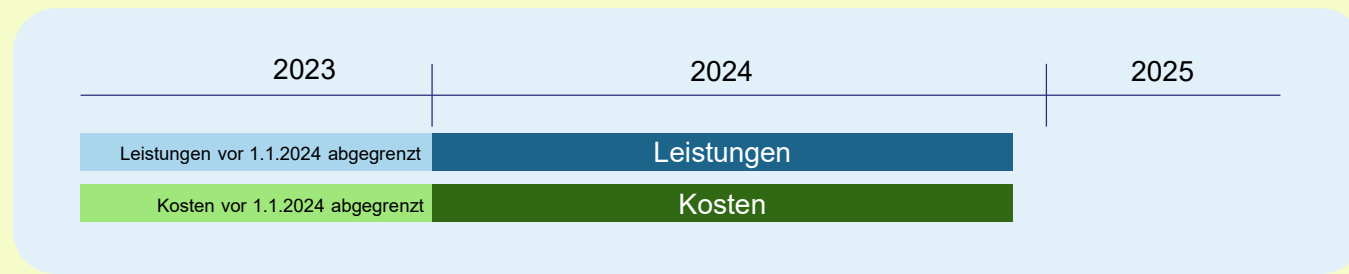 2023
2024
2025
Leistungen vor 1.1.2024 abgegrenzt
Leistungen
Kosten vor 1.1.2024 abgegrenzt
Kosten